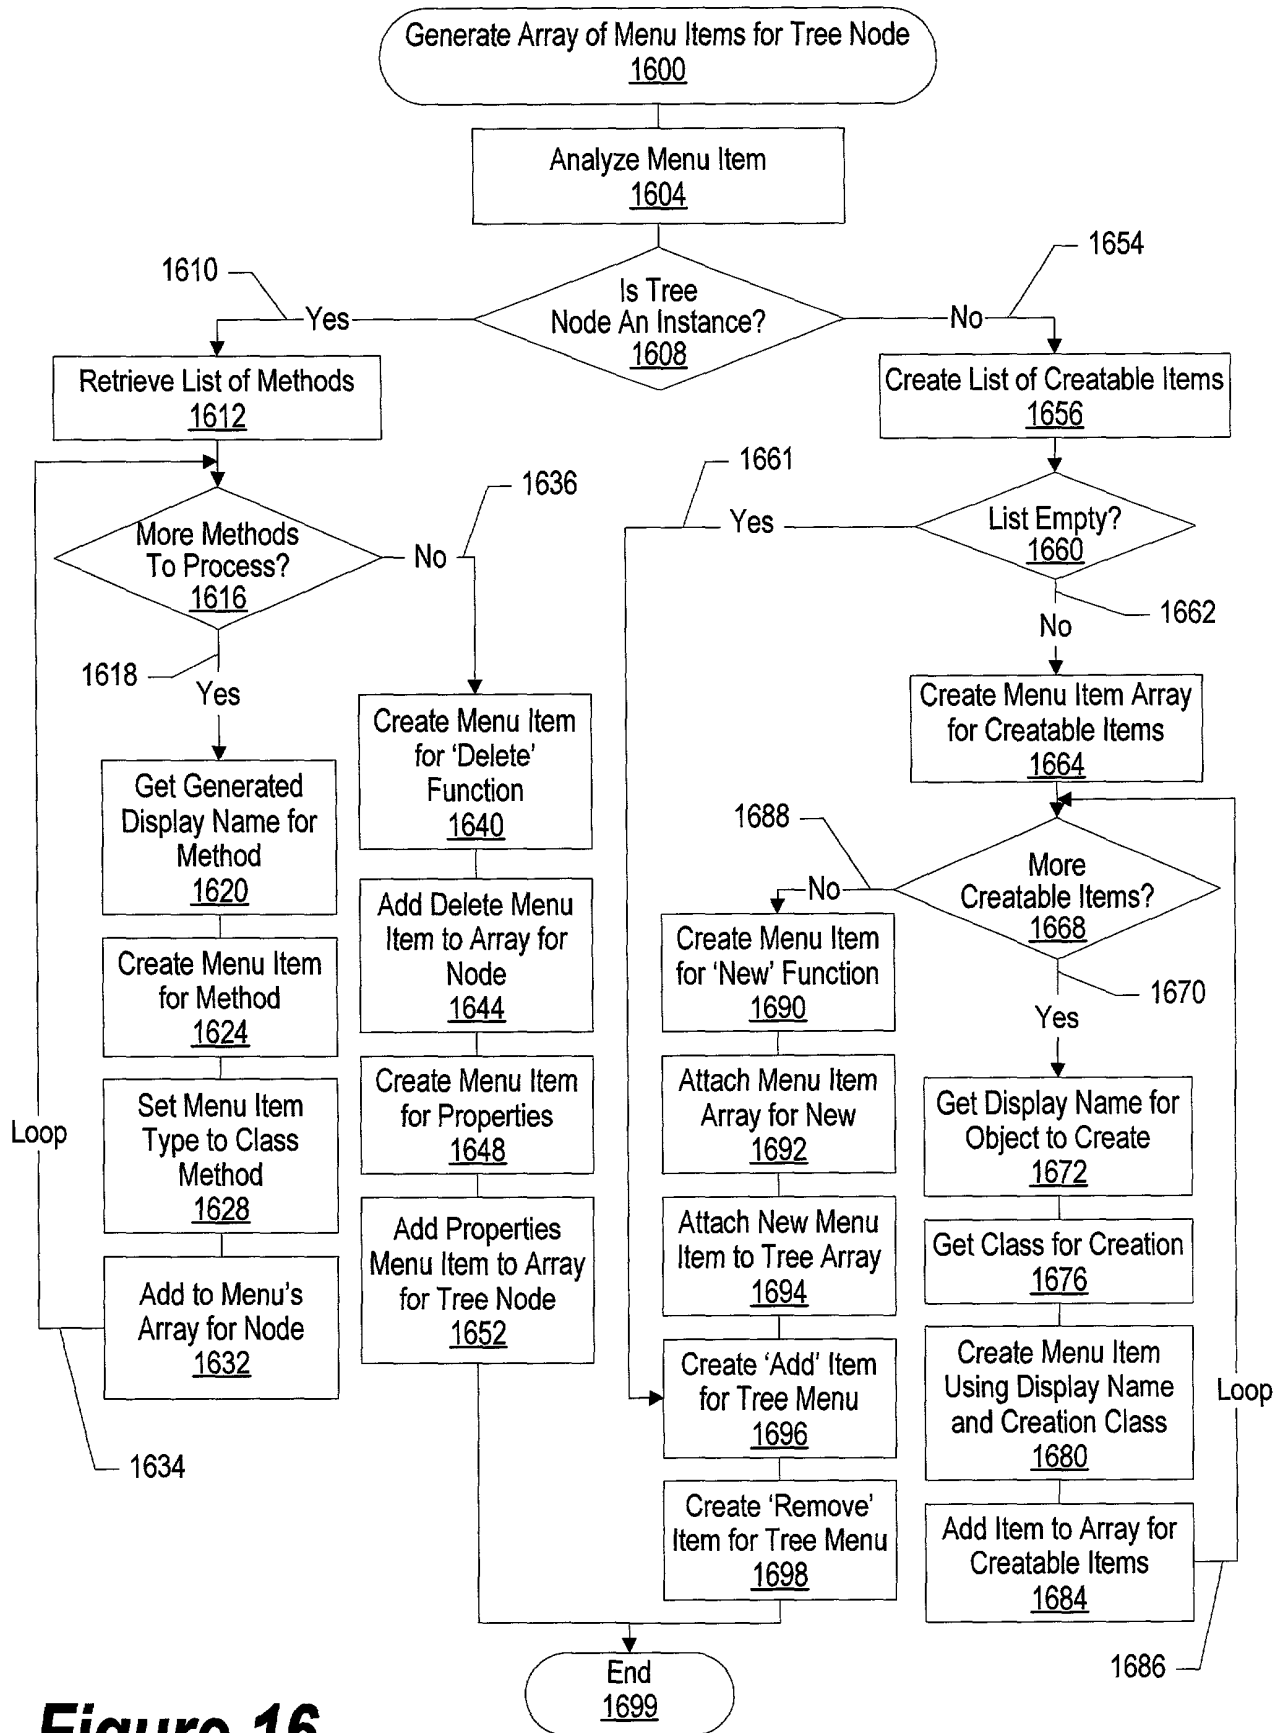 Generate Array of Menu Items for Tree Node
1600
Analyze Menu Item
1604
1610
1654
Is Tree
Node An Instance?
1608
Yes
No
Retrieve List of Methods
1612
Create List of Creatable Items
1656
1661
1636
Yes
List Empty?
1660
More Methods
To Process?
1616
No
1662
No
1618
Yes
Create Menu Item
for 'Delete'
Function
1640
Create Menu Item Array
for Creatable Items
1664
Get Generated
Display Name for
Method
1620
1688
More
Creatable Items?
1668
No
Add Delete Menu
Item to Array for
Node
1644
Create Menu Item
for 'New' Function
1690
Create Menu Item
for Method
1624
1670
Yes
Create Menu Item
for Properties
1648
Attach Menu Item
Array for New
1692
Get Display Name for
Object to Create
1672
Set Menu Item
Type to Class
Method
1628
Loop
Add Properties
Menu Item to Array
for Tree Node
1652
Attach New Menu
Item to Tree Array
1694
Get Class for Creation
1676
Add to Menu's
Array for Node
1632
Create 'Add' Item
for Tree Menu
1696
Create Menu Item
Using Display Name
and Creation Class
1680
Loop
1634
Create 'Remove'
Item for Tree Menu
1698
Add Item to Array for
Creatable Items
1684
1686
End
1699
Figure 16